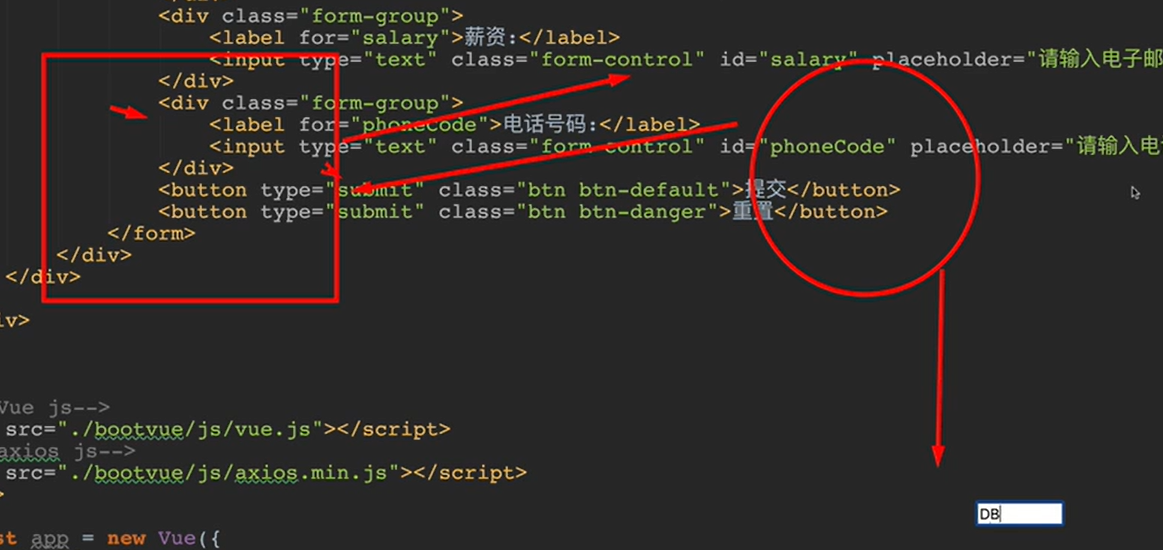 <div class="form-group">
<label for="salary">薪资:</label>
<input type="text" class="form-control" id="salary" placeholder="请输入电子邮
</div>
<div class="form-group">
<label for="phoneCode">电话号码:</label>
<input type="text" class="form-control" id="phoneCode" placeholder="请输入电
</div>
<button type="submit" class="btn btn-default">提交</button>
<button type="submit" class="btn btn-danger">重置</button>
</form>
</div>
</div>
iv>
Vue js-->
src="./bootvue/js/vue.js"></script>
axios js-->
src="./bootvue/js/axios.min.js"></script>
>
DB
st app = new Vue({